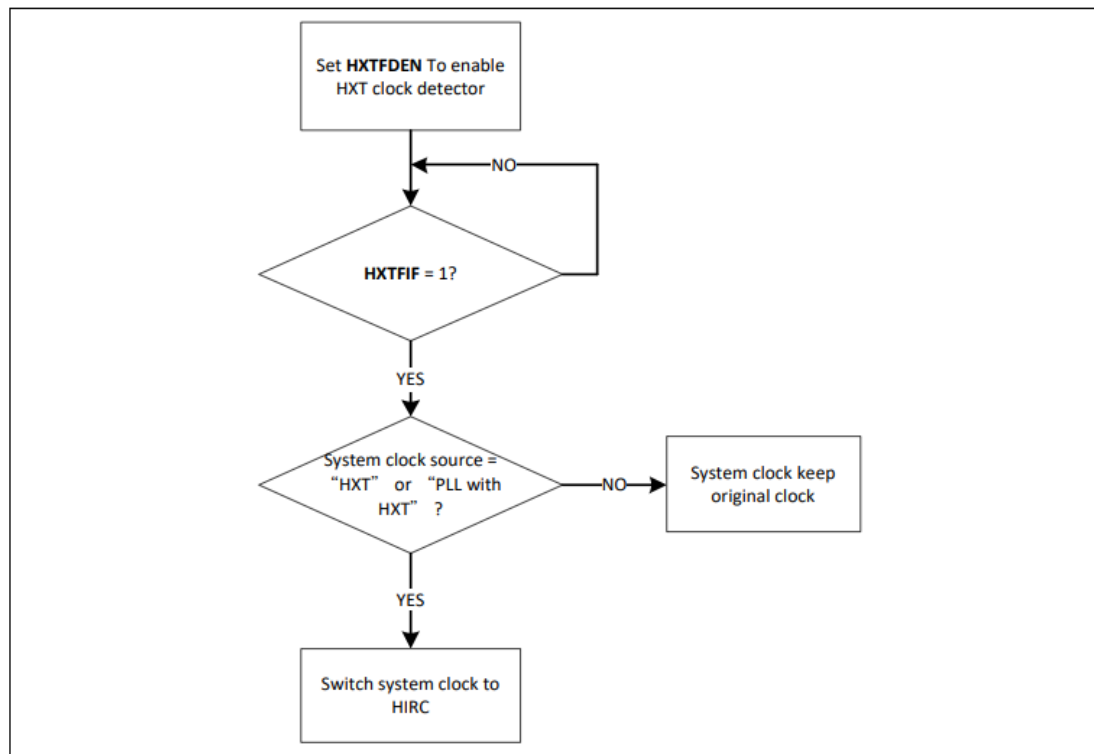 Set HXTFDEN To enable
HXT clock detector
NO
HXTFIF = 1?
YES
System clock source =
“HXT” or “PLL with
HXT” ?
NO
System clock keep
original clock
YES
Switch system clock to
HIRC